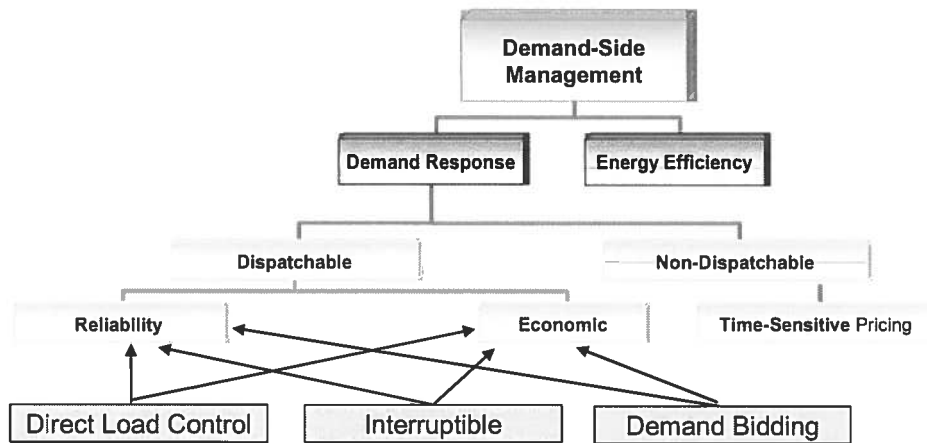 Demand-Side
Management
Demand Response
Energy Efficiency
Dispatchable
Non-Dispatchable
Reliability
Economic
Time-Sensitive Pricing
Direct Load Control
Interruptible
Demand Bidding